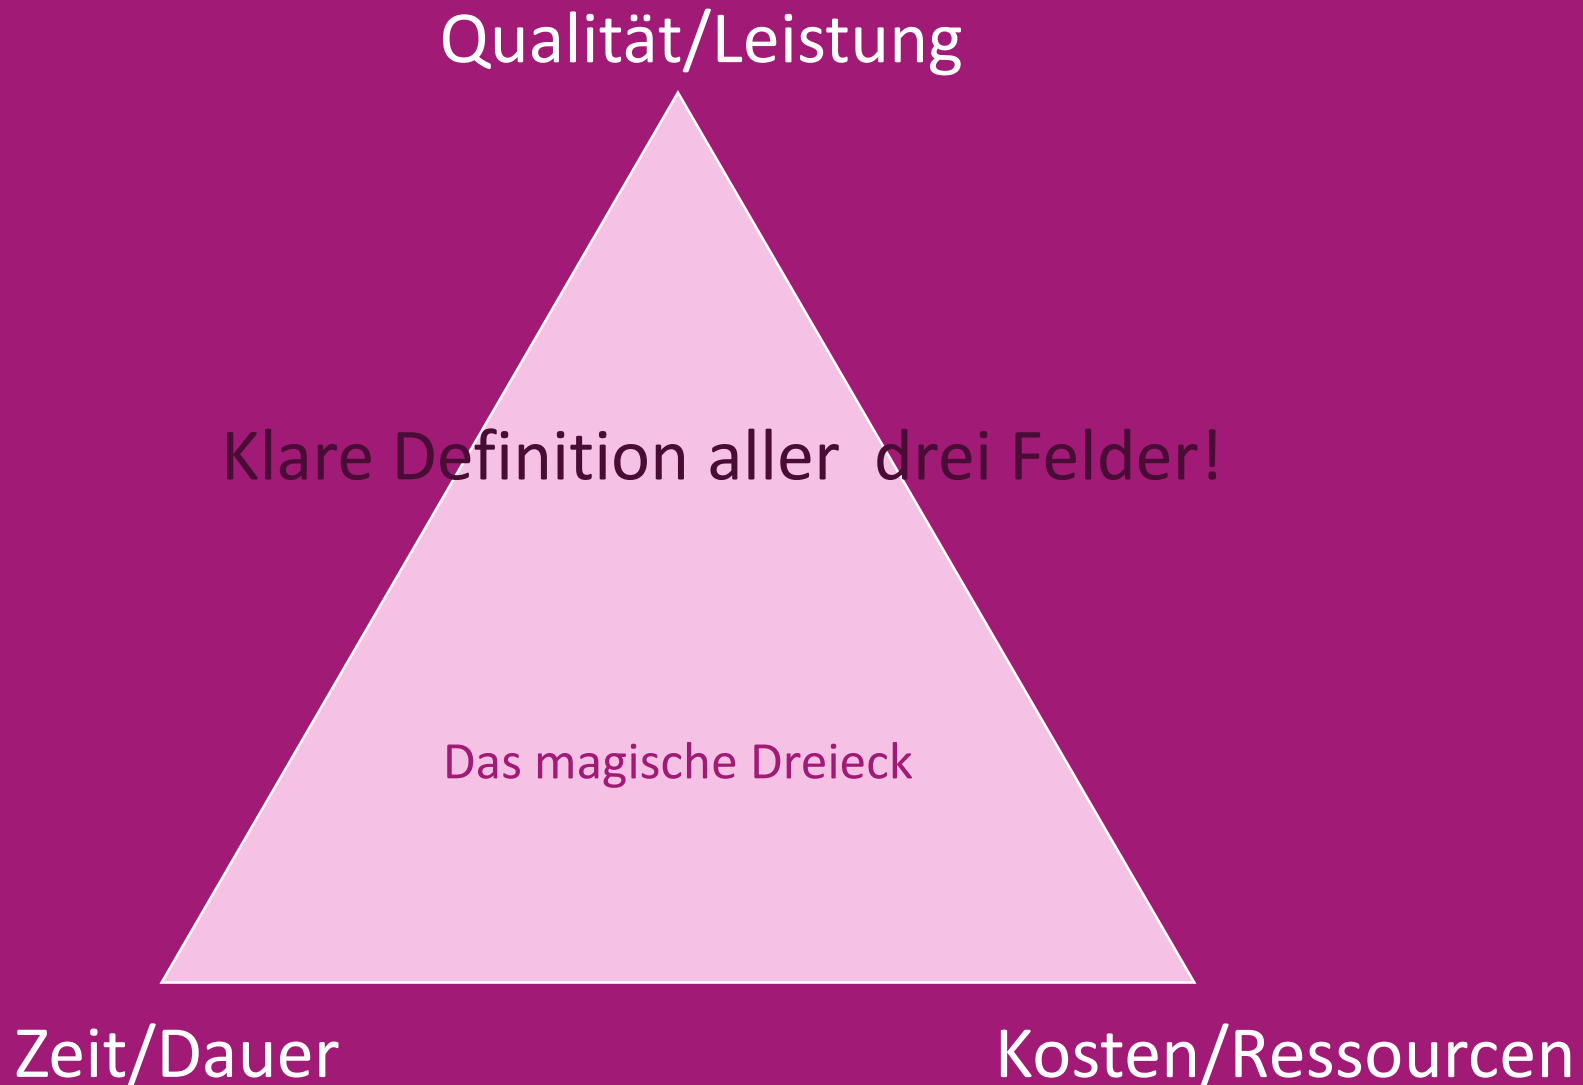 Qualität/Leistung
Klare Definition aller  drei Felder!
Das magische Dreieck
Zeit/Dauer
Kosten/Ressourcen